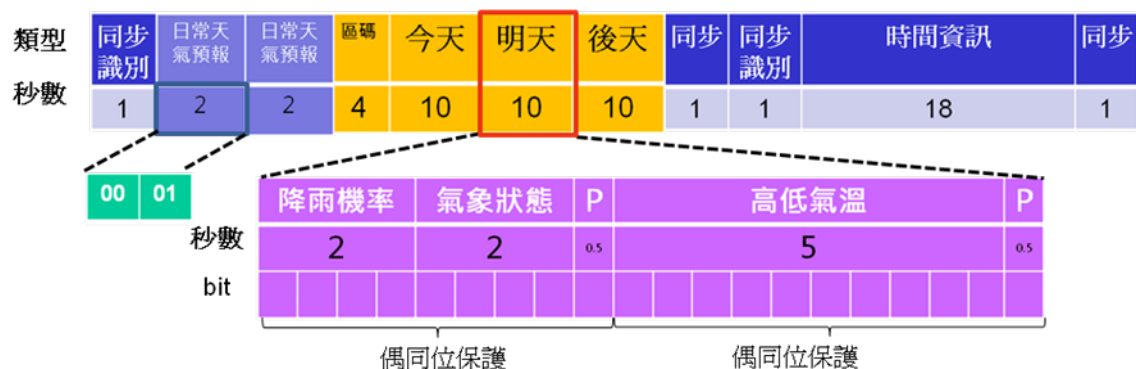 類型 同步識別 日常天氣預報 日常天氣預報 區碼 今天 明天 後天 同步 同步識別 時間資訊 同步
秒數 1 2 2 4 10 10 10 1 1 18 1
00 01
降雨機率 氣象狀態 P 高低氣溫 P
秒數 2 2 0.5 5 0.5
bit
偶同位保護 偶同位保護